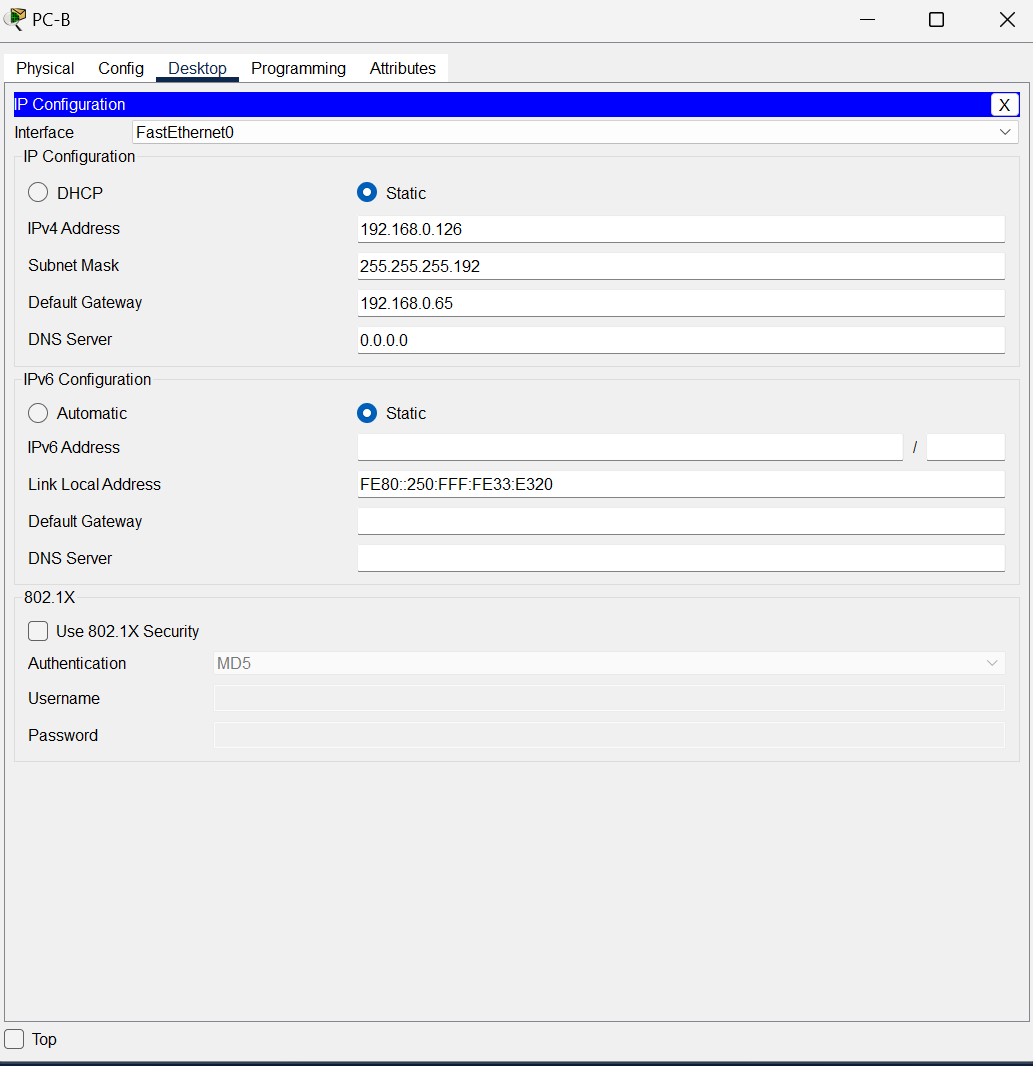 PC-B
Physical Config Desktop Programming Attributes
IP Configuration X
Interface FastEthernet0
IP Configuration
DHCP Static
IPv4 Address 192.168.0.126
Subnet Mask 255.255.255.192
Default Gateway 192.168.0.65
DNS Server 0.0.0.0
IPv6 Configuration
Automatic Static
IPv6 Address /
Link Local Address FE80::250:FFF:FE33:E320
Default Gateway
DNS Server
802.1X
Use 802.1X Security
Authentication MD5
Username
Password
Top